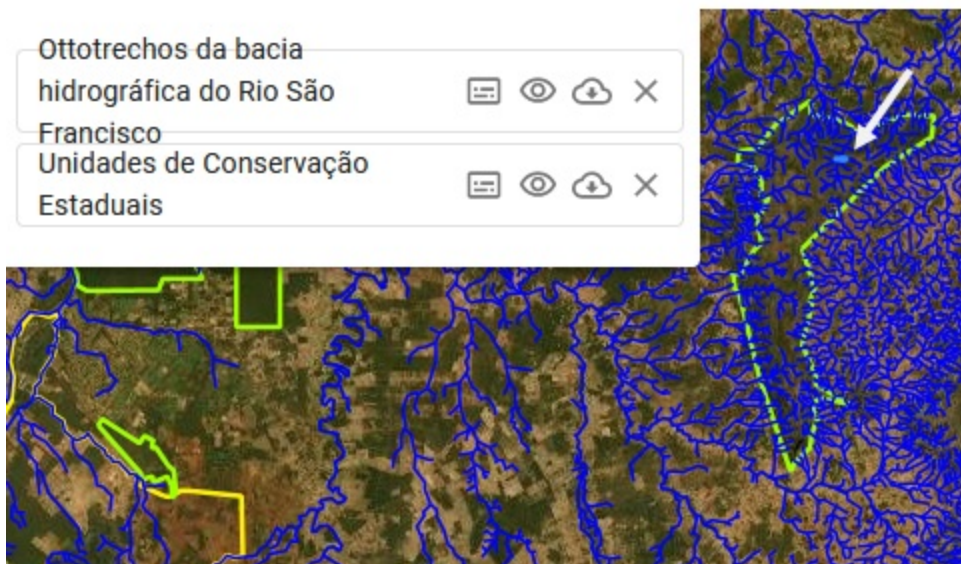 Ottotrechos da bacia
hidrográfica do Rio São
Francisco
Unidades de Conservação
Estaduais